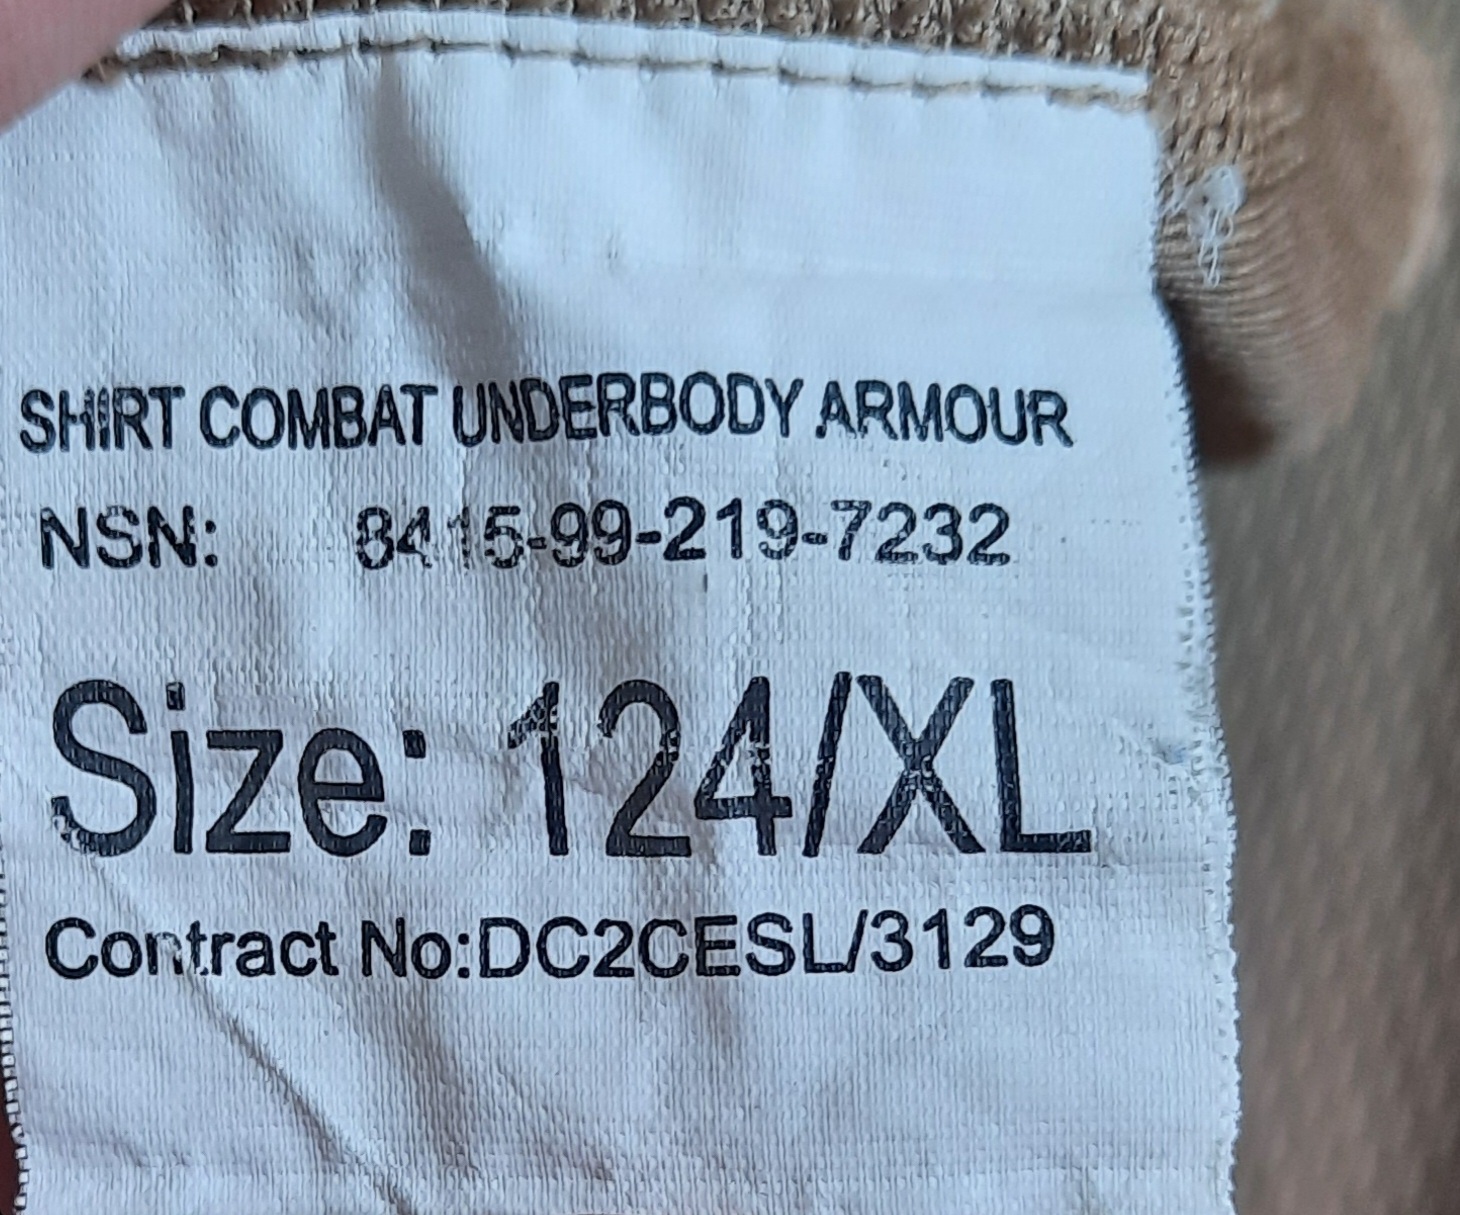 SHIRT COMBAT UNDERBODY ARMOUR
NSN: 8415-99-219-7232
Size: 124/XL
Contract No:DC2CESL/3129